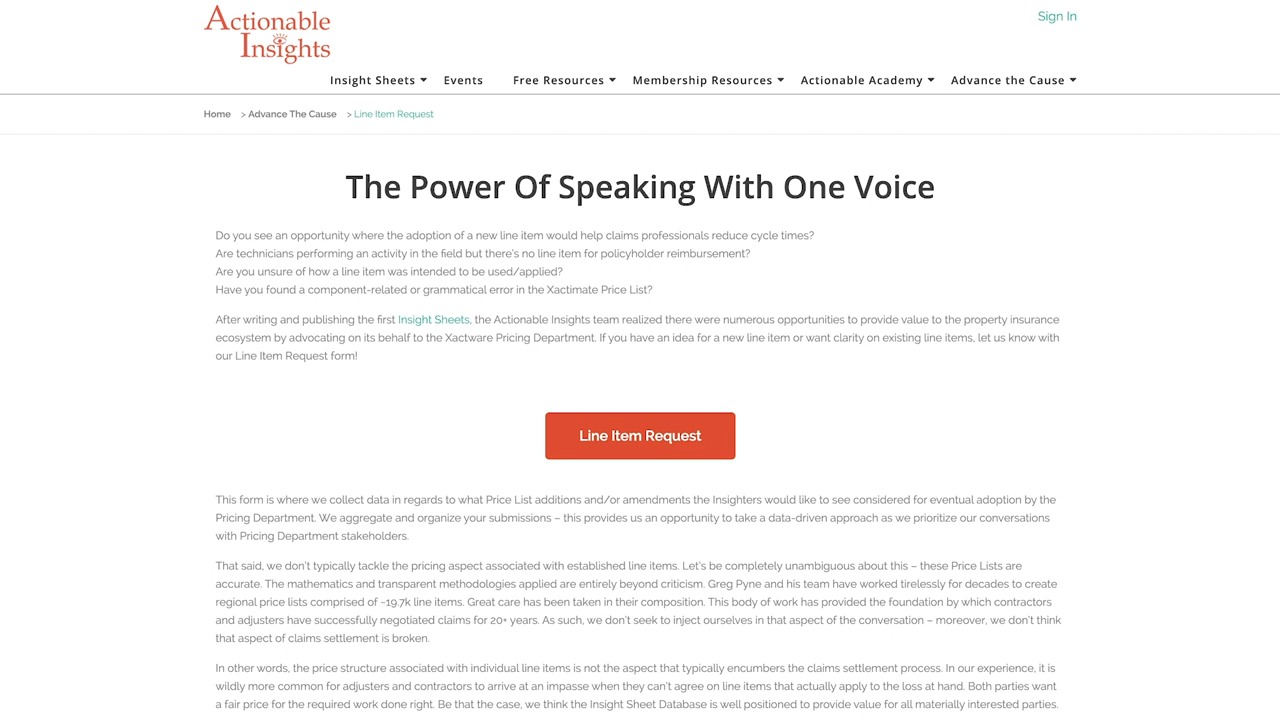 Actionable
Insights
Sign In
Insight Sheets Events Free Resources Membership Resources Actionable Academy Advance the Cause
Home > Advance The Cause > Line Item Request
The Power Of Speaking With One Voice
Do you see an opportunity where the adoption of a new line item would help claims professionals reduce cycle times?
Are technicians performing an activity in the field but there's no line item for policyholder reimbursement?
Are you unsure of how a line item was intended to be used/applied?
Have you found a component-related or grammatical error in the Xactimate Price List?
After writing and publishing the first Insight Sheets, the Actionable Insights team realized there were numerous opportunities to provide value to the property insurance
ecosystem by advocating on its behalf to the Xactware Pricing Department. If you have an idea for a new line item or want clarity on existing line items, let us know with
our Line Item Request form!
Line Item Request
This form is where we collect data in regards to what Price List additions and/or amendments the Insighters would like to see considered for eventual adoption by the
Pricing Department. We aggregate and organize your submissions – this provides us an opportunity to take a data-driven approach as we prioritize our conversations
with Pricing Department stakeholders.
That said, we don't typically tackle the pricing aspect associated with established line items. Let's be completely unambiguous about this – these Price Lists are
accurate. The mathematics and transparent methodologies applied are entirely beyond criticism. Greg Pyne and his team have worked tirelessly for decades to create
regional price lists comprised of ~19.7k line items. Great care has been taken in their composition. This body of work has provided the foundation by which contractors
and adjusters have successfully negotiated claims for 20+ years. As such, we don't seek to inject ourselves in that aspect of the conversation – moreover, we don't think
that aspect of claims settlement is broken.
In other words, the price structure associated with individual line items is not the aspect that typically encumbers the claims settlement process. In our experience, it is
wildly more common for adjusters and contractors to arrive at an impasse when they can't agree on line items that actually apply to the loss at hand. Both parties want
a fair price for the required work done right. Be that the case, we think the Insight Sheet Database is well positioned to provide value for all materially interested parties.